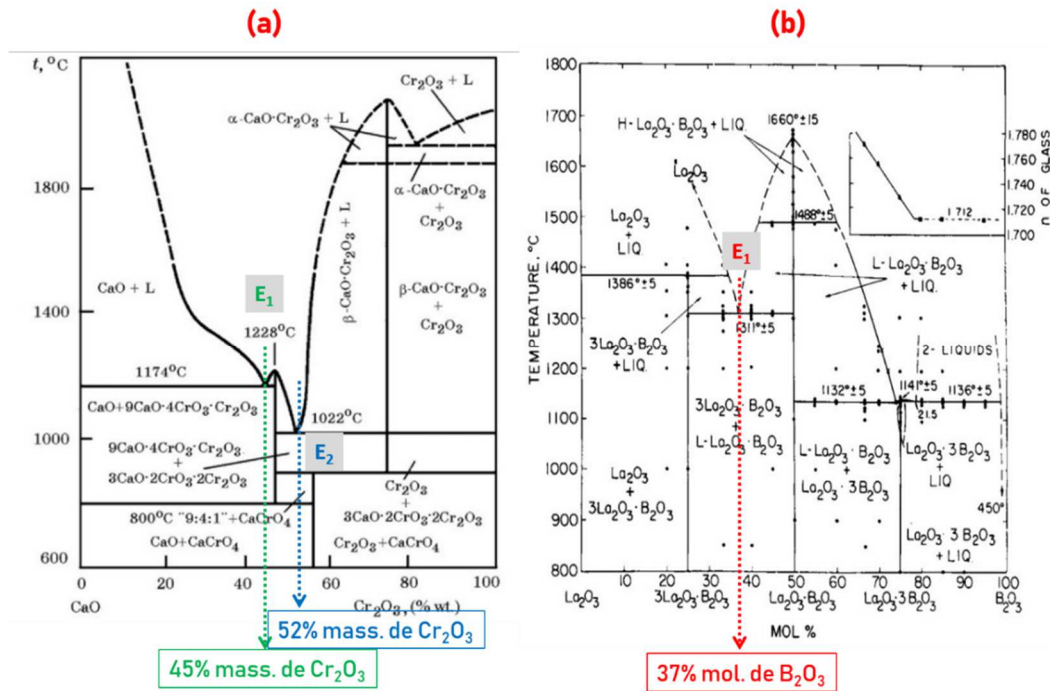 (a)
t, °C
1800
1400
1000
600
Cr₂O₃ + L
α-CaO·Cr₂O₃ + L
α-CaO·Cr₂O₃
+
Cr₂O₃
β-CaO·Cr₂O₃ + L
β-CaO·Cr₂O₃
+
Cr₂O₃
CaO + L
E₁
1228°C
1174°C
CaO+9CaO·4CrO₃·Cr₂O₃
1022°C
E₂
9CaO·4CrO₃·Cr₂O₃
+
3CaO·2CrO₃·2Cr₂O₃
Cr₂O₃
+
3CaO·2CrO₃·2Cr₂O₃
800°C "9:4:1"+CaCrO₄
CaO+CaCrO₄
Cr₂O₃+CaCrO₄
0
20
40
60
80
100
CaO
Cr₂O₃, (% wt.)
52% mass. de Cr₂O₃
45% mass. de Cr₂O₃
(b)
TEMPERATURE, °C
1800
1700
1600
1500
1400
1300
1200
1100
1000
900
800
H-La₂O₃·B₂O₃ + LIQ.
1660°±15
La₂O₃
La₂O₃
+
LIQ.
1488°±5
E₁
1386°±5
L-La₂O₃·B₂O₃
+ LIQ.
3La₂O₃·B₂O₃
+ LIQ.
1311°±5
2-LIQUIDS
1132°±5
1141°±5
1136°±5
21.5
3La₂O₃·B₂O₃
+
L-La₂O₃·B₂O₃
L-La₂O₃·B₂O₃
+
La₂O₃·3B₂O₃
La₂O₃·3B₂O₃
+
LIQ.
La₂O₃
+
3La₂O₃·B₂O₃
450°
La₂O₃·3B₂O₃
+ LIQ.
1.780
1.760
1.740
1.720
1.700
1.712
n OF GLASS
10
20
30
40
50
60
70
80
90
100
La₂O₃
3La₂O₃·B₂O₃
La₂O₃·B₂O₃
La₂O₃·3B₂O₃
B₂O₃
MOL %
37% mol. de B₂O₃